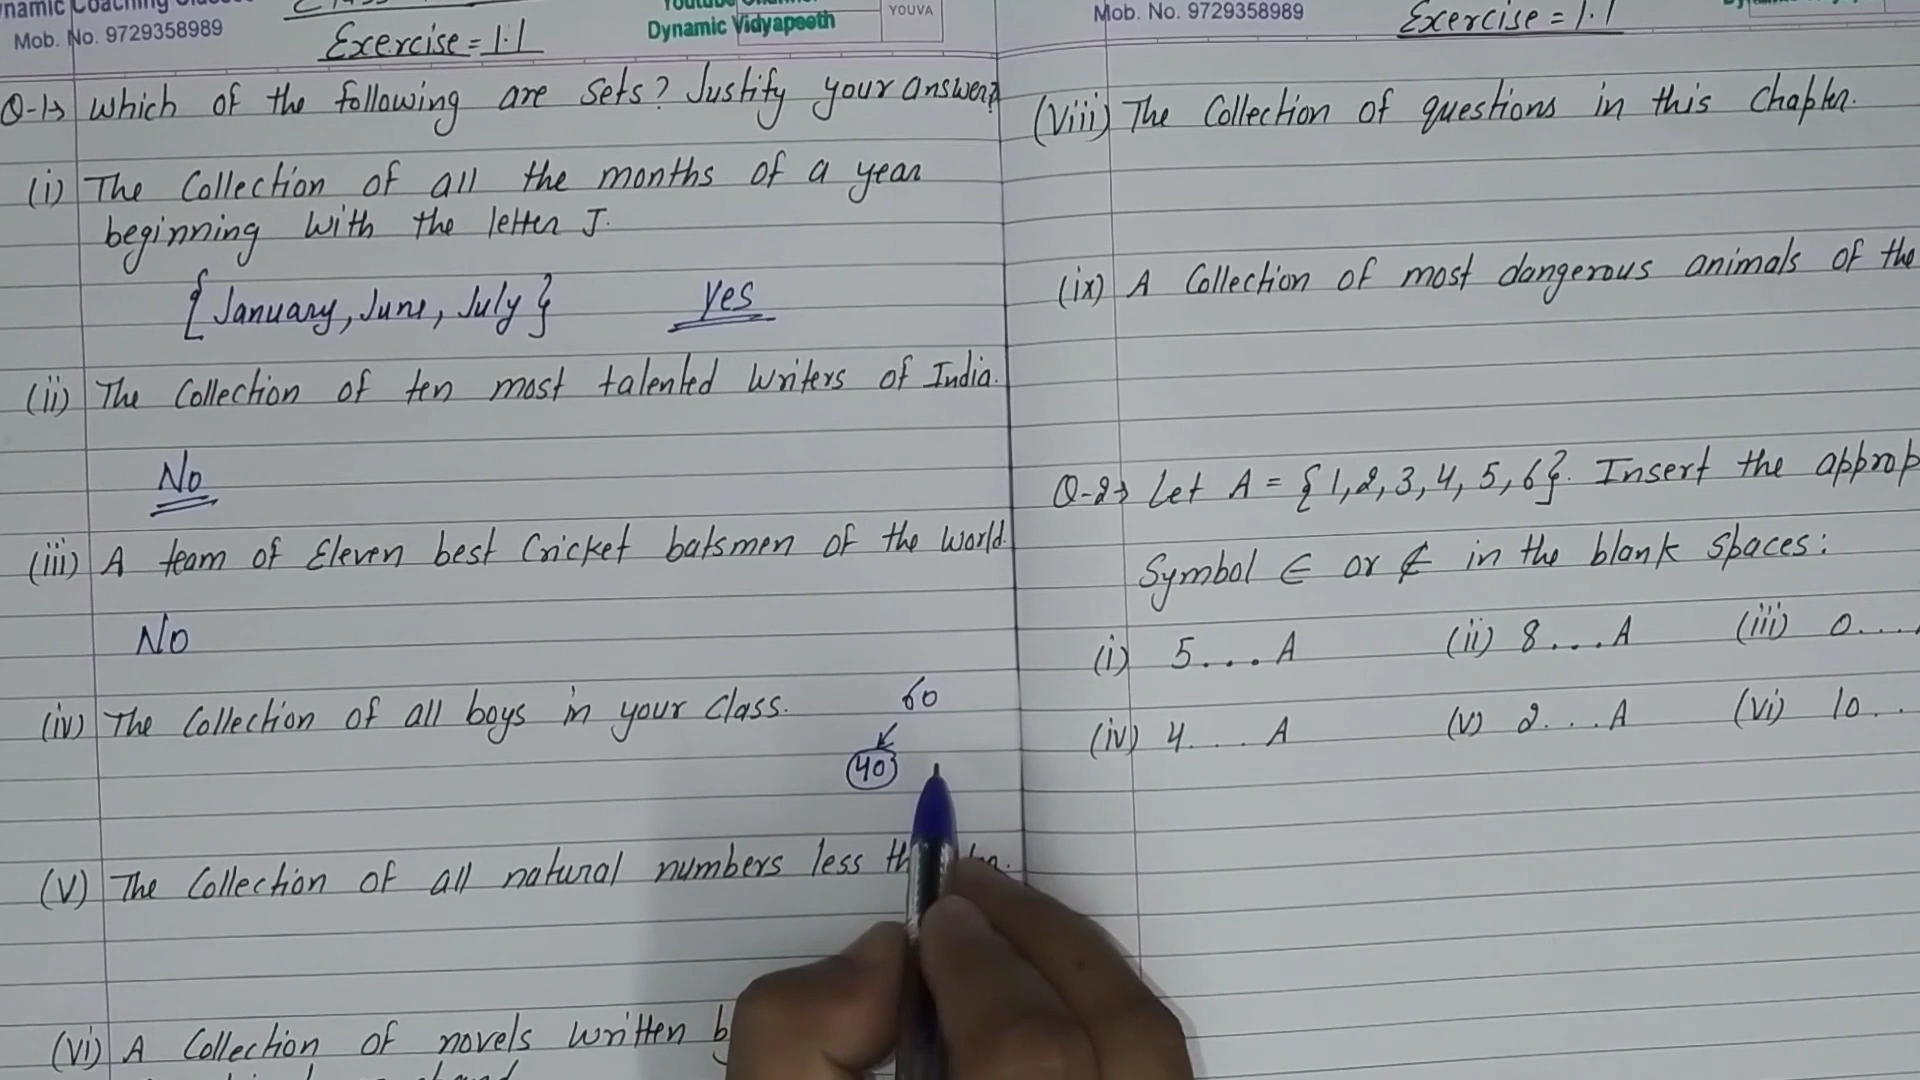 Mob. No. 9729358989
Exercise = 1.1
Dynamic Vidyapeeth
YOUVA
Q-1→ Which of the following are sets? Justify your answer?
(i) The Collection of all the months of a year
beginning with the letter J.
{January, June, July} Yes
(ii) The Collection of ten most talented writers of India.
No
(iii) A team of Eleven best Cricket batsmen of the world.
No
(iv) The Collection of all boys in your class.
60
40
(V) The Collection of all natural numbers less
(Vi) A Collection of novels written
Mob. No. 9729358989
Exercise = 1.1
(Viii) The Collection of questions in this chapter.
(ix) A Collection of most dangerous animals of the
Q-2→ Let A = {1,2,3,4,5,6}. Insert the approp
Symbol ∈ or ∉ in the blank spaces:
(i) 5....A (ii) 8....A (iii) 0....
(iv) 4....A (v) 2....A (vi) 10..